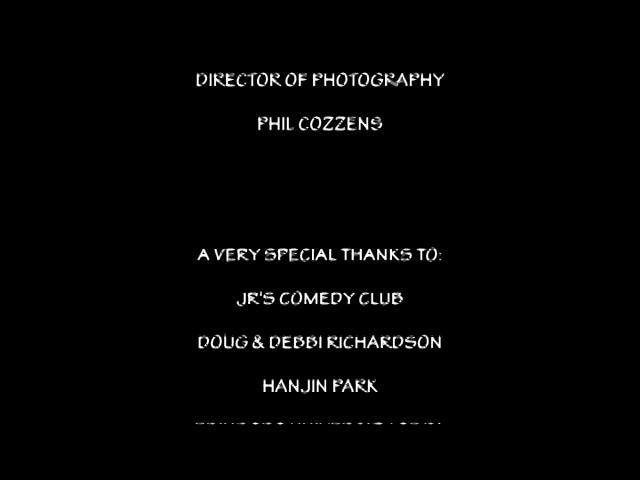 DIRECTOR OF PHOTOGRAPHY
PHIL COZZENS
A VERY SPECIAL THANKS TO:
JR'S COMEDY CLUB
DOUG & DEBBI RICHARDSON
HANJIN PARK